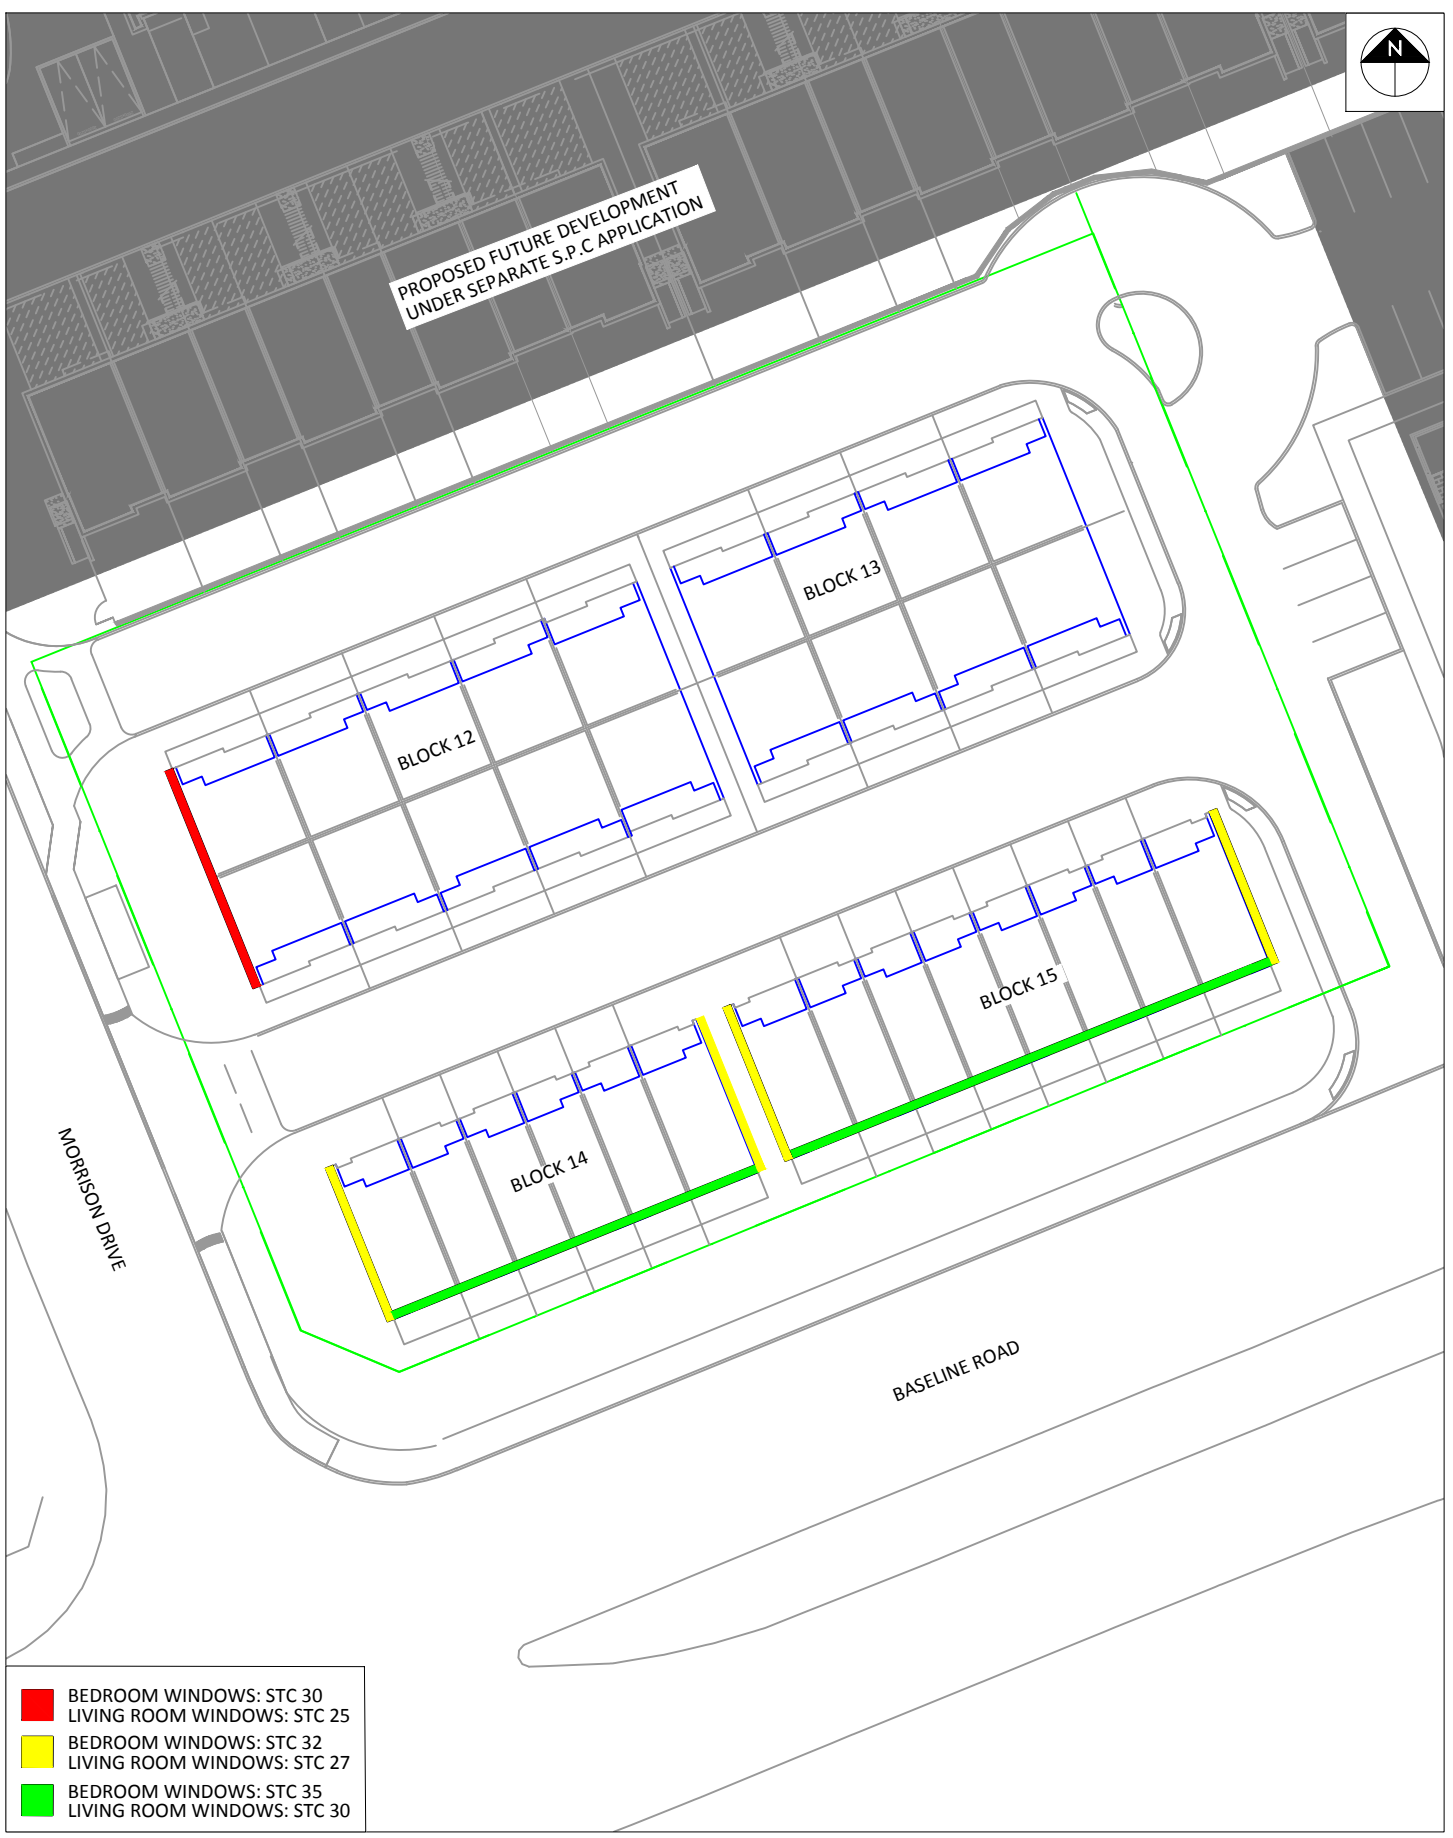 N
PROPOSED FUTURE DEVELOPMENT
UNDER SEPARATE S.P.C APPLICATION
BLOCK 13
BLOCK 12
BLOCK 15
BLOCK 14
MORRISON DRIVE
BASELINE ROAD
BEDROOM WINDOWS: STC 30
LIVING ROOM WINDOWS: STC 25
BEDROOM WINDOWS: STC 32
LIVING ROOM WINDOWS: STC 27
BEDROOM WINDOWS: STC 35
LIVING ROOM WINDOWS: STC 30